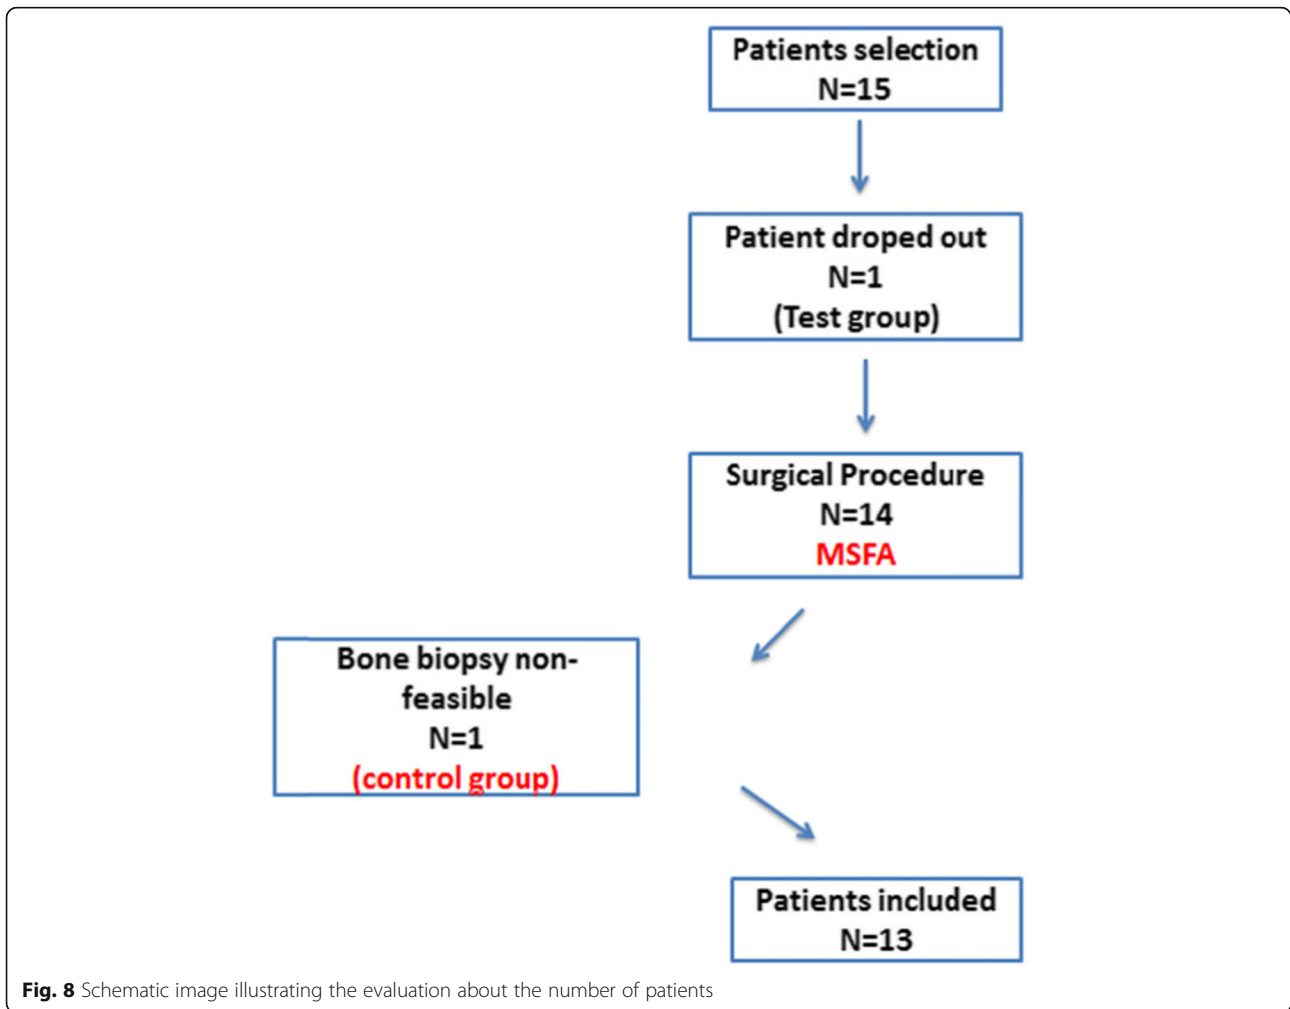 Patients selection
N=15
Patient droped out
N=1
(Test group)
Surgical Procedure
N=14
MSFA
Bone biopsy non-
feasible
N=1
(control group)
Patients included
N=13
Fig. 8 Schematic image illustrating the evaluation about the number of patients